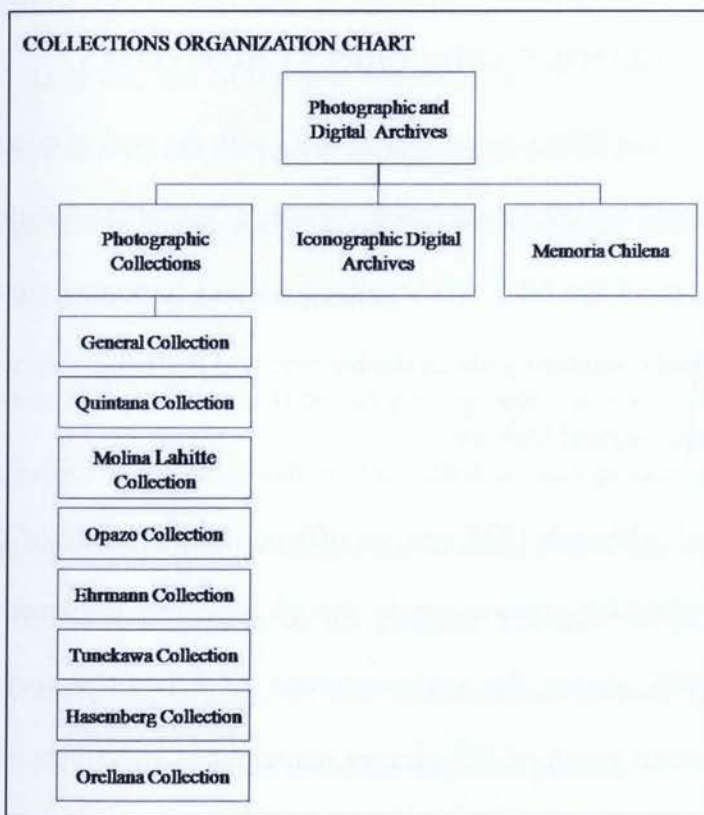 COLLECTIONS ORGANIZATION CHART
Photographic and
Digital Archives
Photographic
Collections
Iconographic Digital
Archives
Memoria Chilena
General Collection
Quintana Collection
Molina Lahitte
Collection
Opazo Collection
Ehrmann Collection
Tunekawa Collection
Hasemberg Collection
Orellana Collection